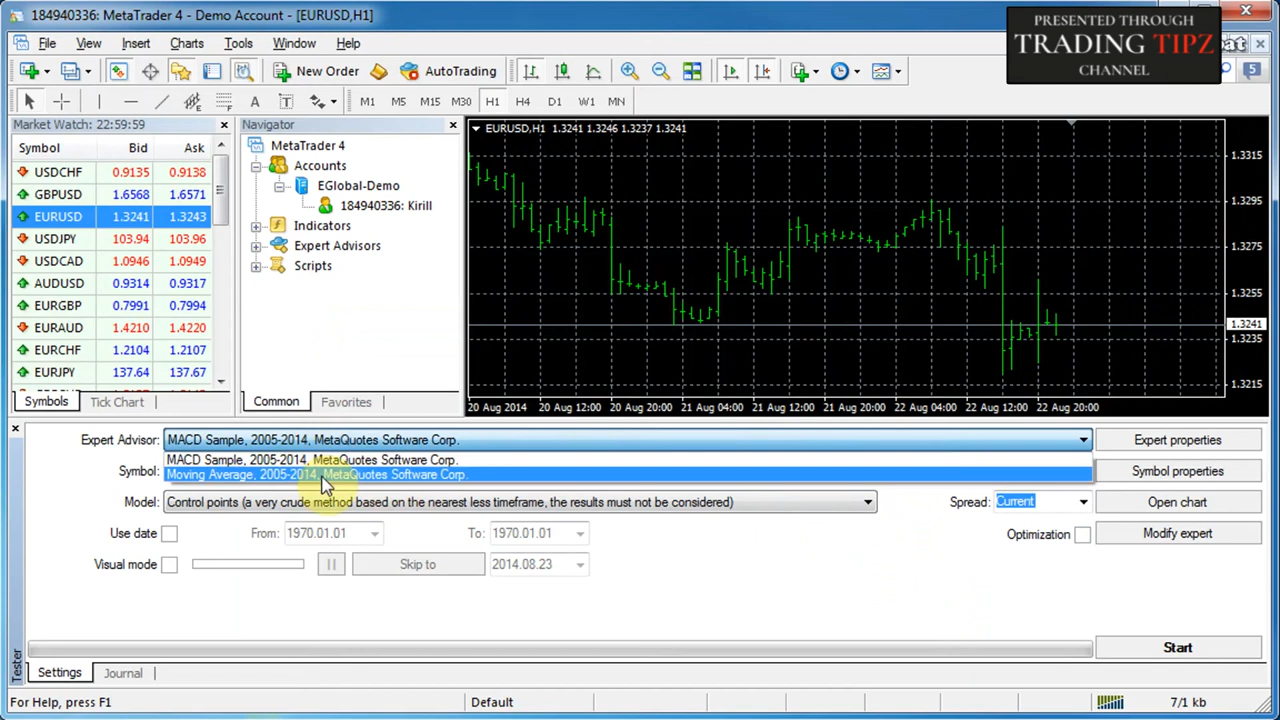 184940336: MetaTrader 4 - Demo Account - [EURUSD,H1]
PRESENTED THROUGH
TRADING TIPZ
CHANNEL
File View Insert Charts Tools Window Help
at
New Order AutoTrading
5
A T M1 M5 M15 M30 H1 H4 D1 W1 MN
Market Watch: 22:59:59
Symbol Bid Ask
USDCHF 0.9135 0.9138
GBPUSD 1.6568 1.6571
EURUSD 1.3241 1.3243
USDJPY 103.94 103.96
USDCAD 1.0946 1.0949
AUDUSD 0.9314 0.9317
EURGBP 0.7991 0.7994
EURAUD 1.4210 1.4220
EURCHF 1.2104 1.2107
EURJPY 137.64 137.67
Symbols Tick Chart
Navigator
MetaTrader 4
Accounts
EGlobal-Demo
184940336: Kirill
Indicators
Expert Advisors
Scripts
Common Favorites
EURUSD,H1 1.3241 1.3246 1.3237 1.3241
1.3315
1.3295
1.3275
1.3255
1.3241
1.3235
1.3215
20 Aug 2014 20 Aug 12:00 20 Aug 20:00 21 Aug 04:00 21 Aug 12:00 21 Aug 20:00 22 Aug 04:00 22 Aug 12:00 22 Aug 20:00
Expert Advisor: MACD Sample, 2005-2014, MetaQuotes Software Corp. Expert properties
MACD Sample, 2005-2014, MetaQuotes Software Corp.
Symbol: Moving Average, 2005-2014, MetaQuotes Software Corp. Symbol properties
Model: Control points (a very crude method based on the nearest less timeframe, the results must not be considered) Spread: Current Open chart
Use date From: 1970.01.01 To: 1970.01.01 Optimization Modify expert
Visual mode Skip to 2014.08.23
Start
Tester
Settings Journal
For Help, press F1 Default 7/1 kb